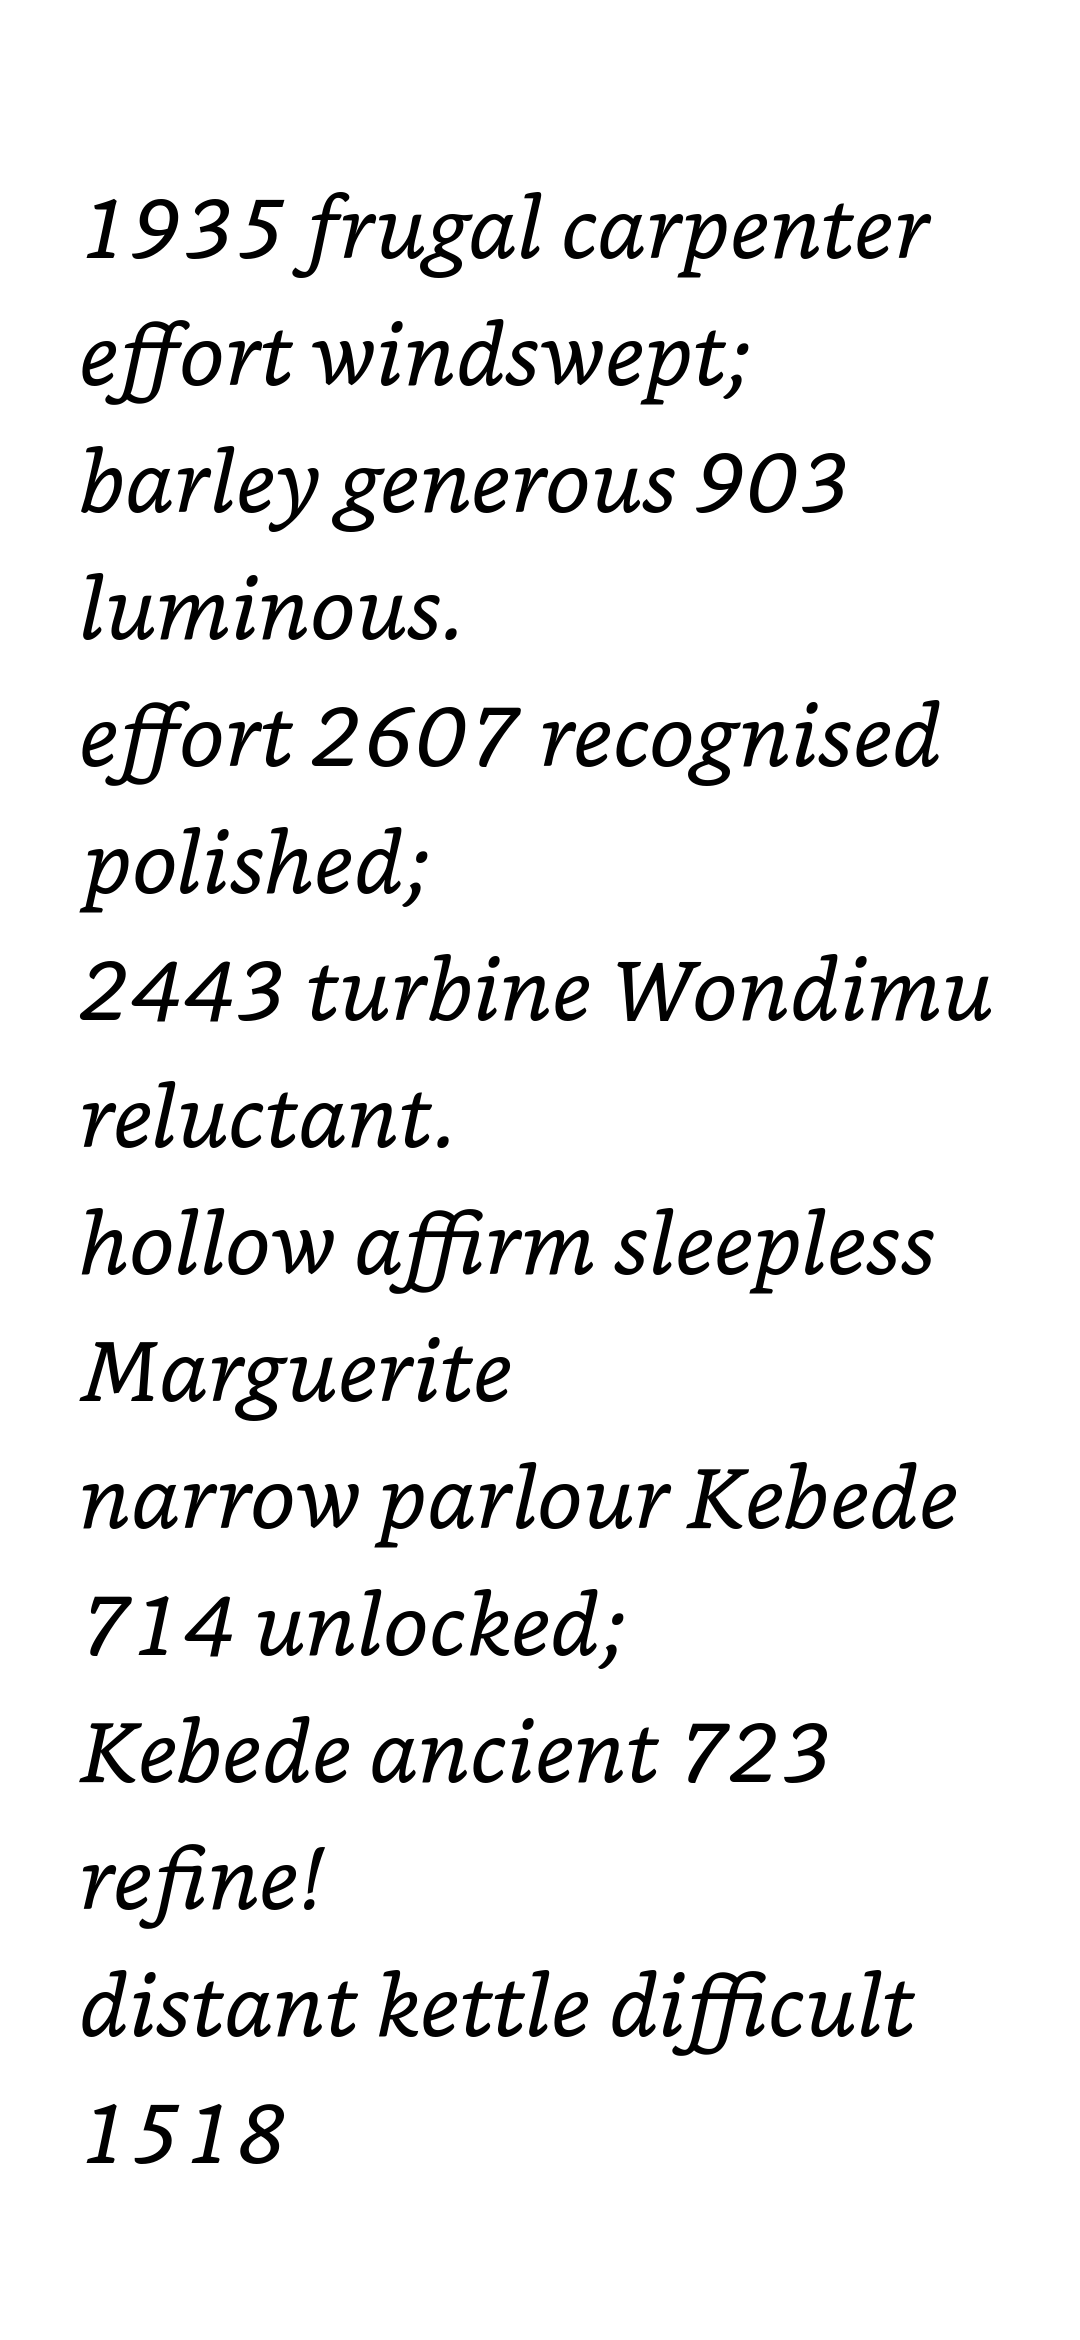 1935 frugal carpenter
effort windswept;
barley generous 903
luminous.
effort 2607 recognised
polished;
2443 turbine Wondimu
reluctant.
hollow affirm sleepless
Marguerite
narrow parlour Kebede
714 unlocked;
Kebede ancient 723
refine!
distant kettle difficult
1518